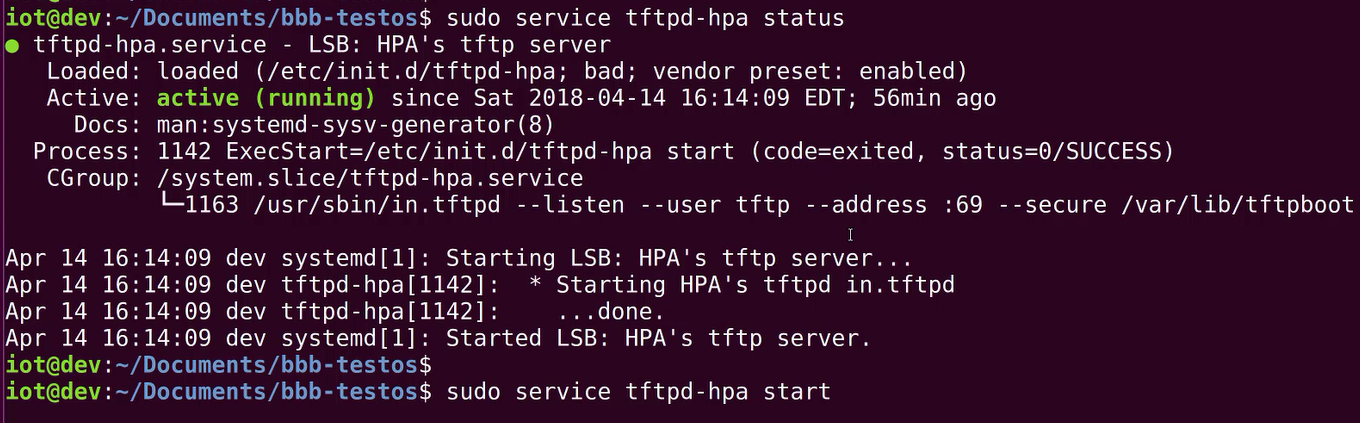 iot@dev:~/Documents/bbb-testos$ sudo service tftpd-hpa status
● tftpd-hpa.service - LSB: HPA's tftp server
   Loaded: loaded (/etc/init.d/tftpd-hpa; bad; vendor preset: enabled)
   Active: active (running) since Sat 2018-04-14 16:14:09 EDT; 56min ago
     Docs: man:systemd-sysv-generator(8)
  Process: 1142 ExecStart=/etc/init.d/tftpd-hpa start (code=exited, status=0/SUCCESS)
   CGroup: /system.slice/tftpd-hpa.service
           └─1163 /usr/sbin/in.tftpd --listen --user tftp --address :69 --secure /var/lib/tftpboot
Apr 14 16:14:09 dev systemd[1]: Starting LSB: HPA's tftp server...
Apr 14 16:14:09 dev tftpd-hpa[1142]:  * Starting HPA's tftpd in.tftpd
Apr 14 16:14:09 dev tftpd-hpa[1142]:    ...done.
Apr 14 16:14:09 dev systemd[1]: Started LSB: HPA's tftp server.
iot@dev:~/Documents/bbb-testos$
iot@dev:~/Documents/bbb-testos$ sudo service tftpd-hpa start